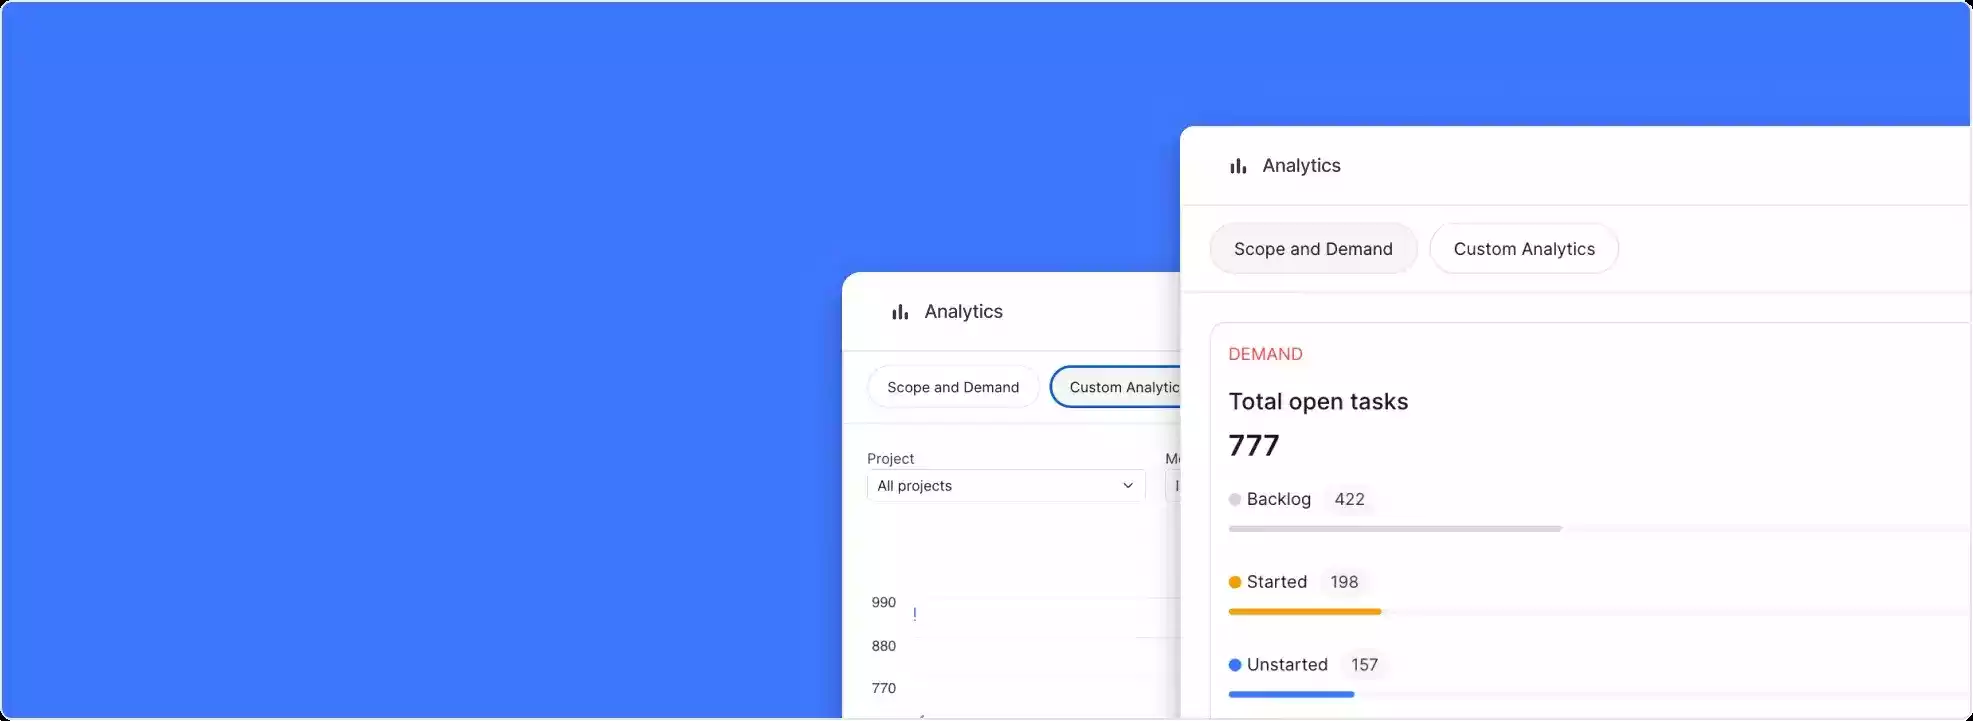 Analytics
Scope and Demand
Custom Analytics
DEMAND
Total open tasks
777
Backlog 422
Started 198
Unstarted 157
Analytics
Scope and Demand
Custom Analytic
Project
All projects
990
880
770